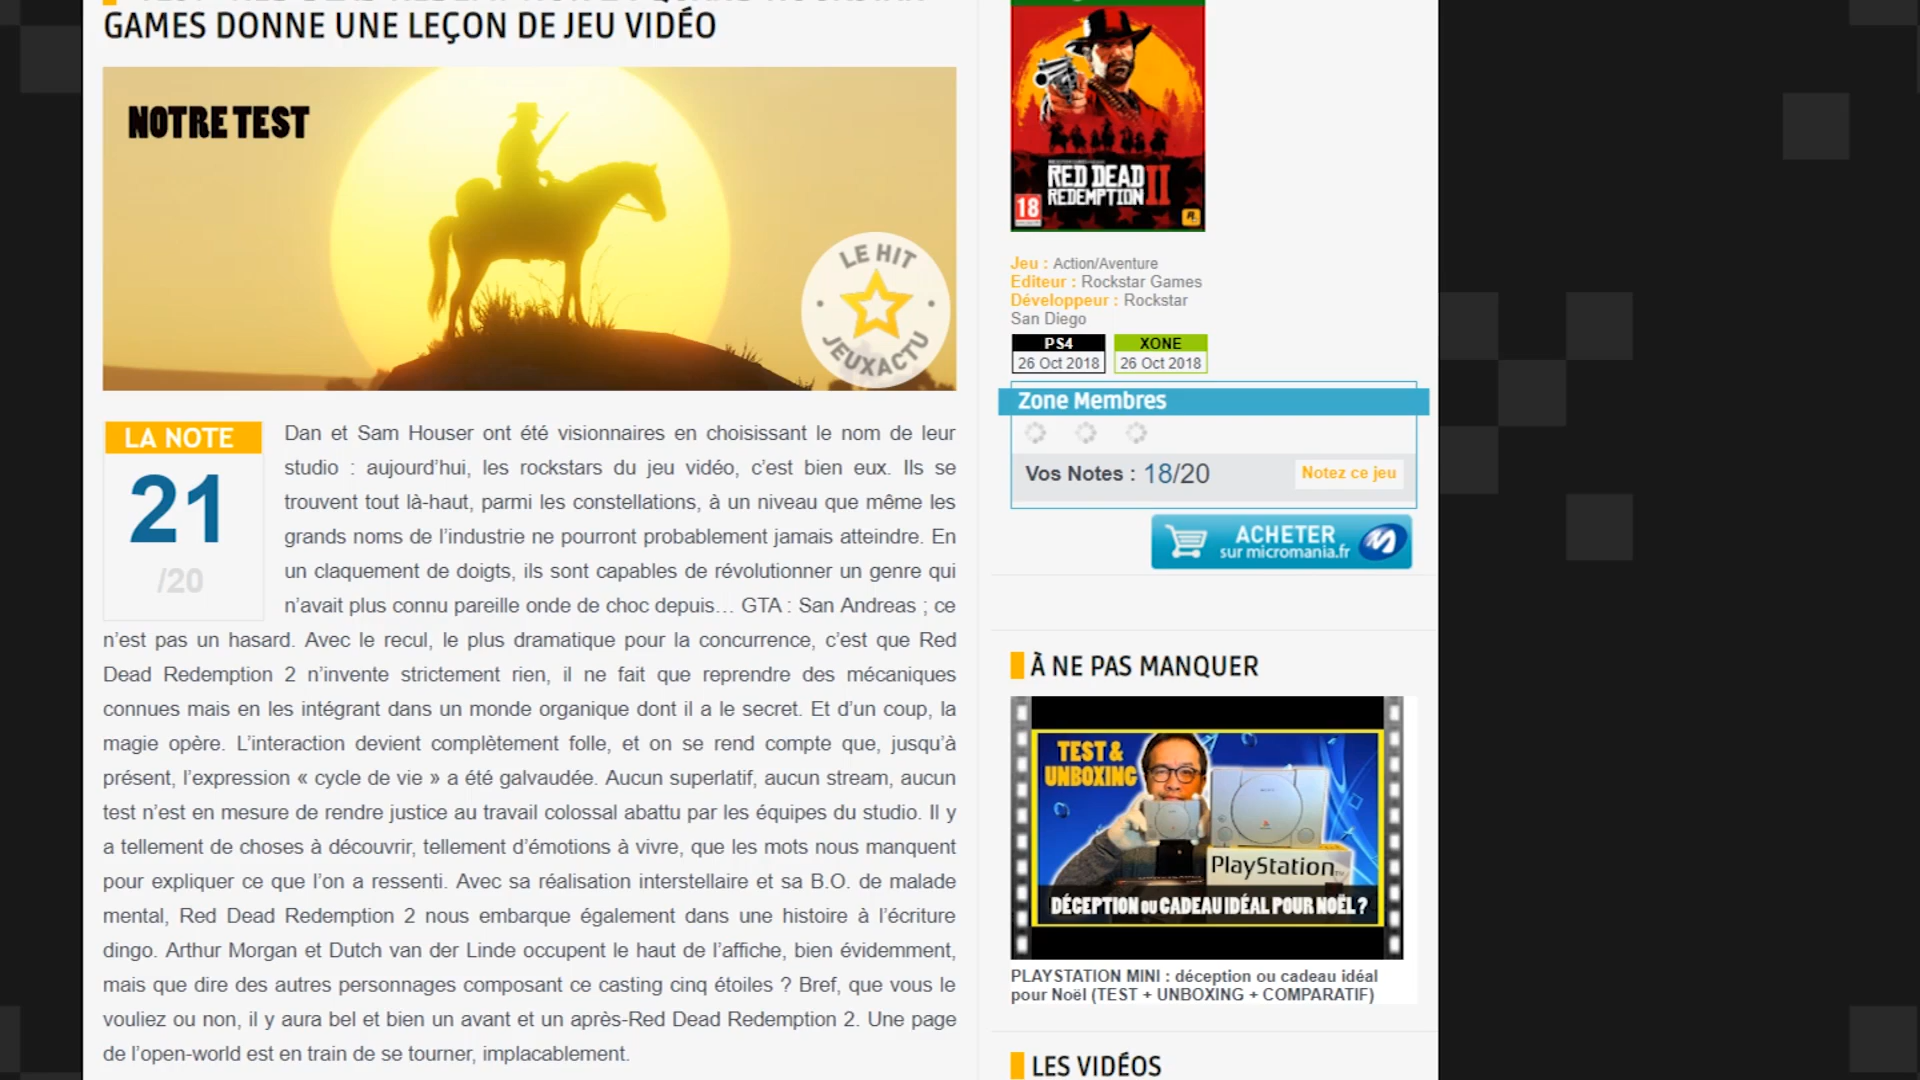 GAMES DONNE UNE LEÇON DE JEU VIDÉO
NOTRE TEST
LE HIT
JEUXACTU
LA NOTE
21
/20
Dan et Sam Houser ont été visionnaires en choisissant le nom de leur
studio : aujourd’hui, les rockstars du jeu vidéo, c’est bien eux. Ils se
trouvent tout là-haut, parmi les constellations, à un niveau que même les
grands noms de l’industrie ne pourront probablement jamais atteindre. En
un claquement de doigts, ils sont capables de révolutionner un genre qui
n’avait plus connu pareille onde de choc depuis… GTA : San Andreas ; ce
n’est pas un hasard. Avec le recul, le plus dramatique pour la concurrence, c’est que Red
Dead Redemption 2 n’invente strictement rien, il ne fait que reprendre des mécaniques
connues mais en les intégrant dans un monde organique dont il a le secret. Et d’un coup, la
magie opère. L’interaction devient complètement folle, et on se rend compte que, jusqu’à
présent, l’expression « cycle de vie » a été galvaudée. Aucun superlatif, aucun stream, aucun
test n’est en mesure de rendre justice au travail colossal abattu par les équipes du studio. Il y
a tellement de choses à découvrir, tellement d’émotions à vivre, que les mots nous manquent
pour expliquer ce que l’on a ressenti. Avec sa réalisation interstellaire et sa B.O. de malade
mental, Red Dead Redemption 2 nous embarque également dans une histoire à l’écriture
dingo. Arthur Morgan et Dutch van der Linde occupent le haut de l’affiche, bien évidemment,
mais que dire des autres personnages composant ce casting cinq étoiles ? Bref, que vous le
vouliez ou non, il y aura bel et bien un avant et un après-Red Dead Redemption 2. Une page
de l’open-world est en train de se tourner, implacablement.
RED DEAD
REDEMPTION II
18
Jeu : Action/Aventure
Editeur : Rockstar Games
Développeur : Rockstar
San Diego
PS4
26 Oct 2018
XONE
26 Oct 2018
Zone Membres
Vos Notes : 18/20
Notez ce jeu
ACHETER
sur micromania.fr
À NE PAS MANQUER
TEST &
UNBOXING
PlayStation
DÉCEPTION OU CADEAU IDÉAL POUR NOËL ?
PLAYSTATION MINI : déception ou cadeau idéal
pour Noël (TEST + UNBOXING + COMPARATIF)
LES VIDÉOS